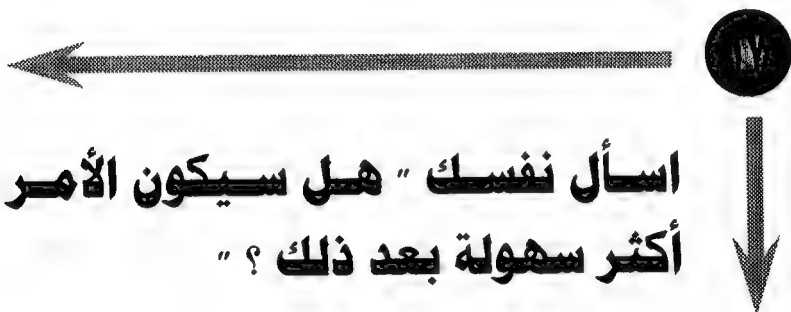 اسأل نفسك " هل سيكون الأمر
أكثر سهولة بعد ذلك ؟ "